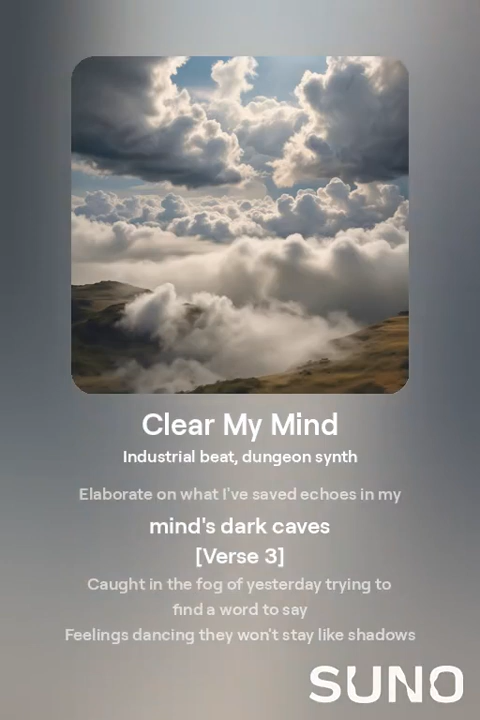 Clear My Mind
Industrial beat, dungeon synth
Elaborate on what I've saved echoes in my
mind's dark caves
[Verse 3]
Caught in the fog of yesterday trying to
find a word to say
Feelings dancing they won't stay like shadows
SUNO